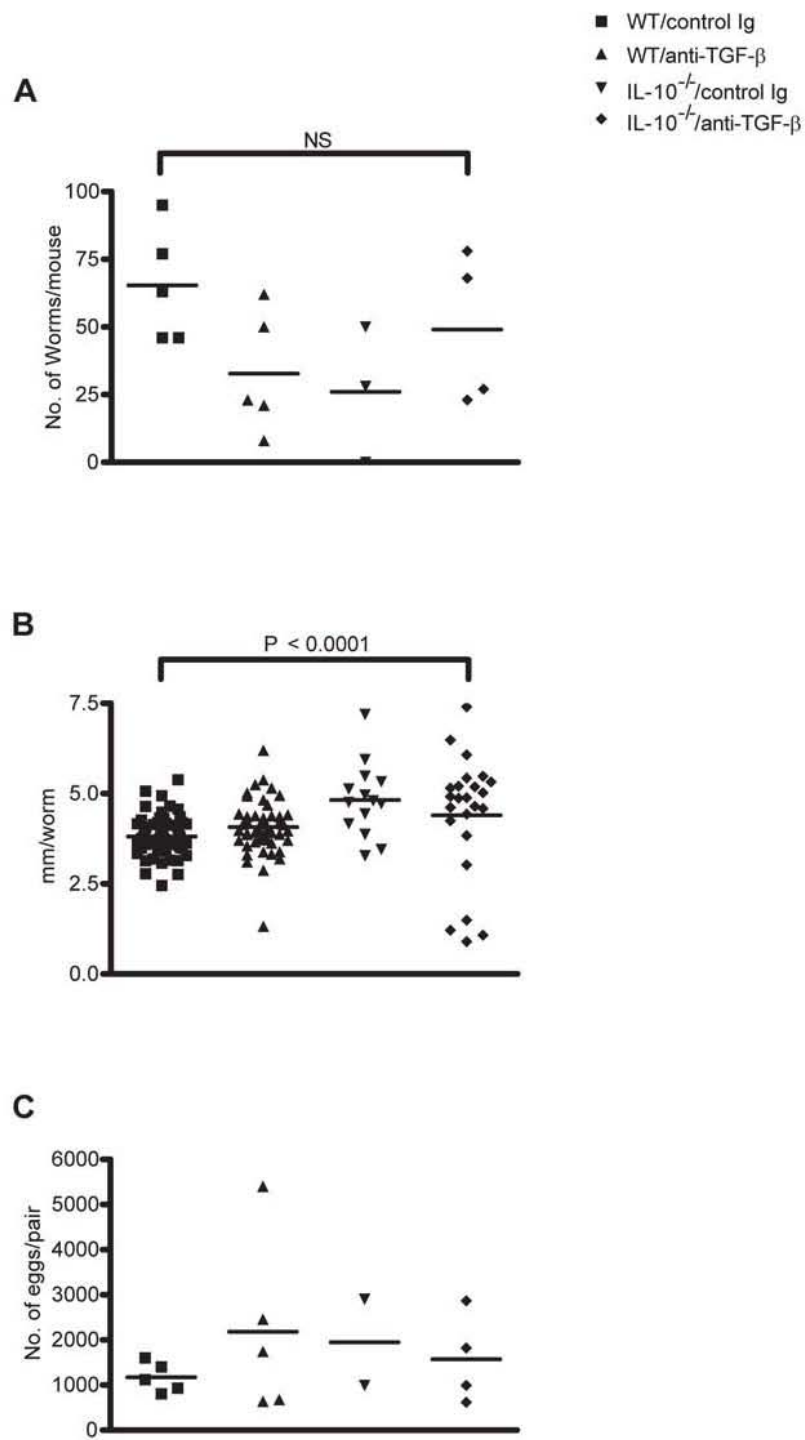 WT/control Ig
WT/anti-TGF-β
IL-10-/-/control Ig
IL-10-/-/anti-TGF-β
A
NS
100
75
50
25
0
No. of Worms/mouse
B
P < 0.0001
7.5
5.0
2.5
0.0
mm/worm
C
6000
5000
4000
3000
2000
1000
0
No. of eggs/pair